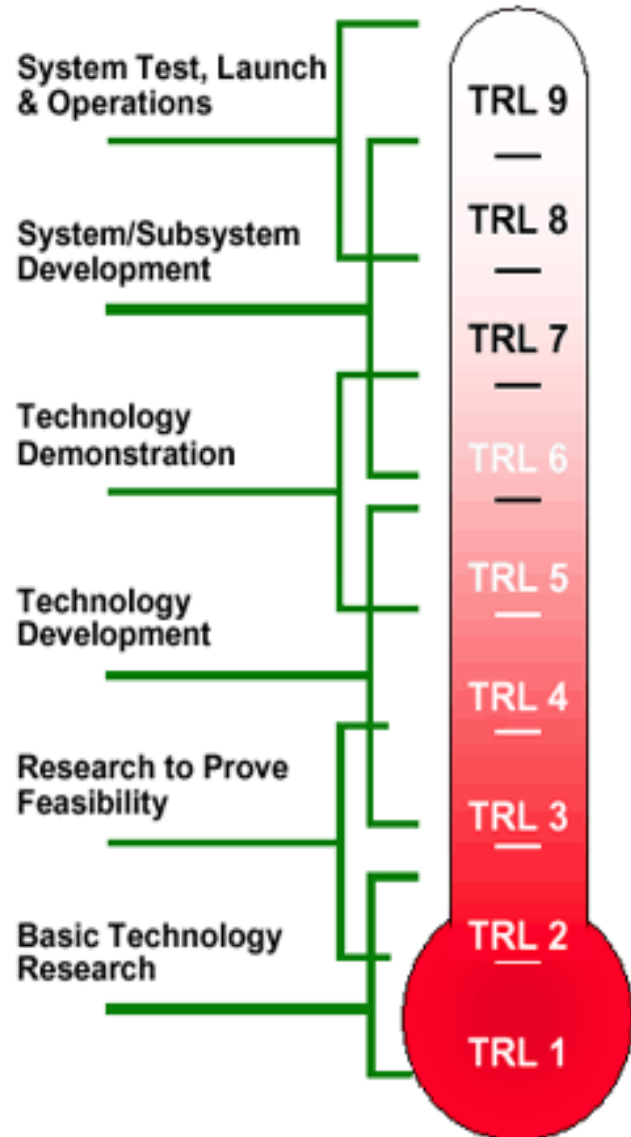 System Test, Launch
& Operations
System/Subsystem
Development
Technology
Demonstration
Technology
Development
Research to Prove
Feasibility
Basic Technology
Research
TRL 9
TRL 8
TRL 7
TRL 6
TRL 5
TRL 4
TRL 3
TRL 2
TRL 1